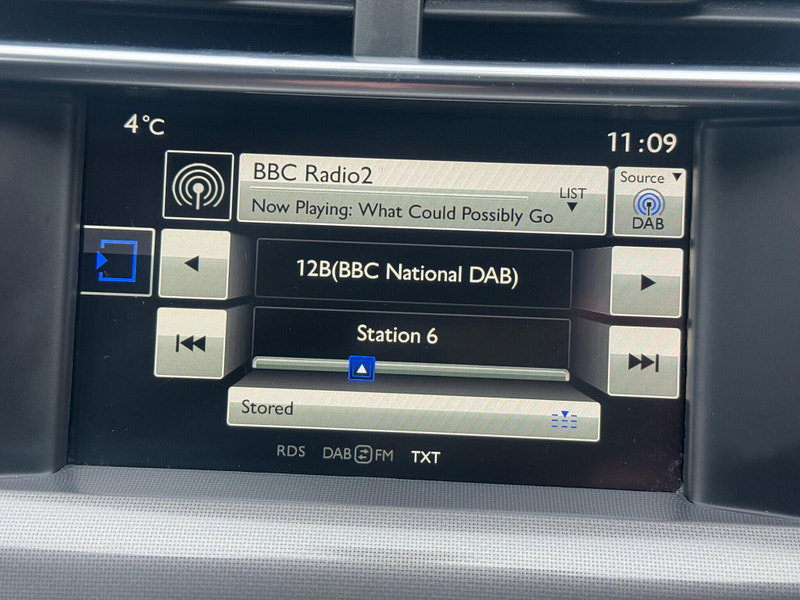 4°C
11:09
BBC Radio2
Now Playing: What Could Possibly Go
LIST
Source
DAB
12B(BBC National DAB)
Station 6
Stored
RDS DAB FM TXT